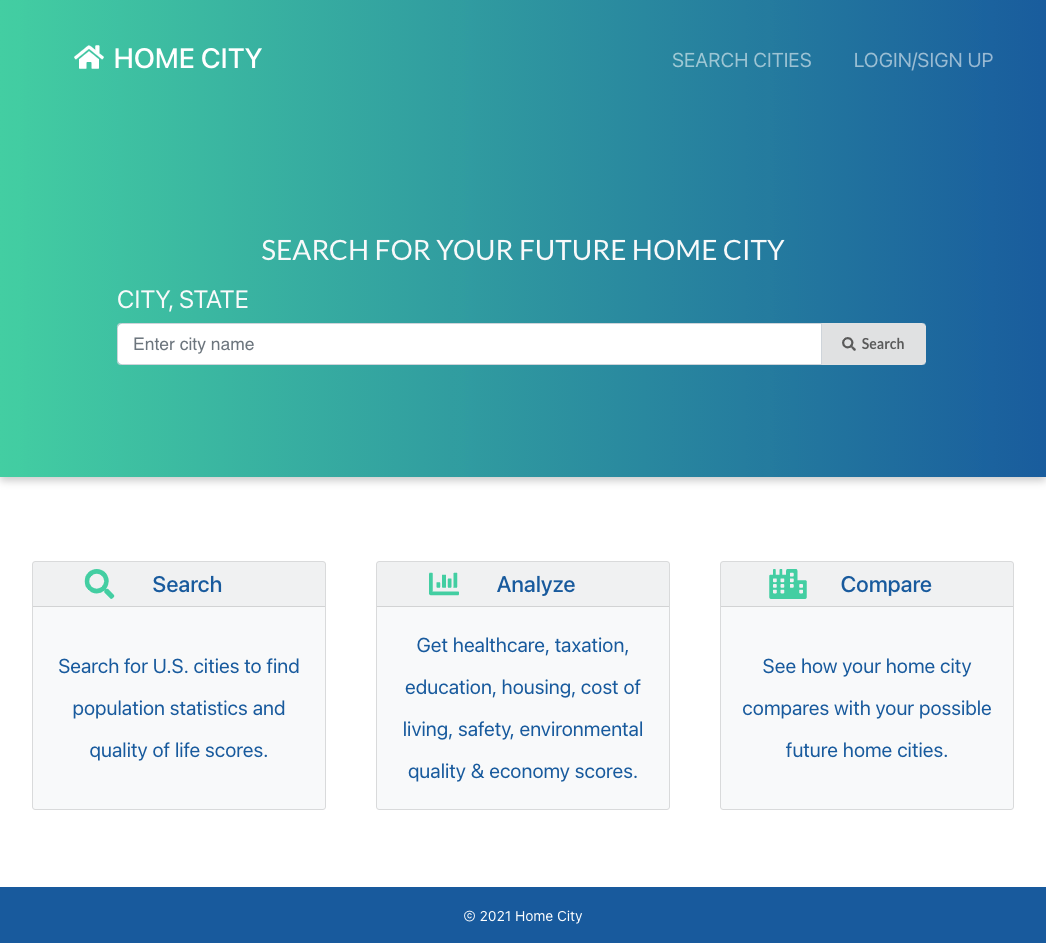 HOME CITY
SEARCH CITIES
LOGIN/SIGN UP
SEARCH FOR YOUR FUTURE HOME CITY
CITY, STATE
Enter city name
Search
Search
Search for U.S. cities to find
population statistics and
quality of life scores.
Analyze
Get healthcare, taxation,
education, housing, cost of
living, safety, environmental
quality & economy scores.
Compare
See how your home city
compares with your possible
future home cities.
© 2021 Home City